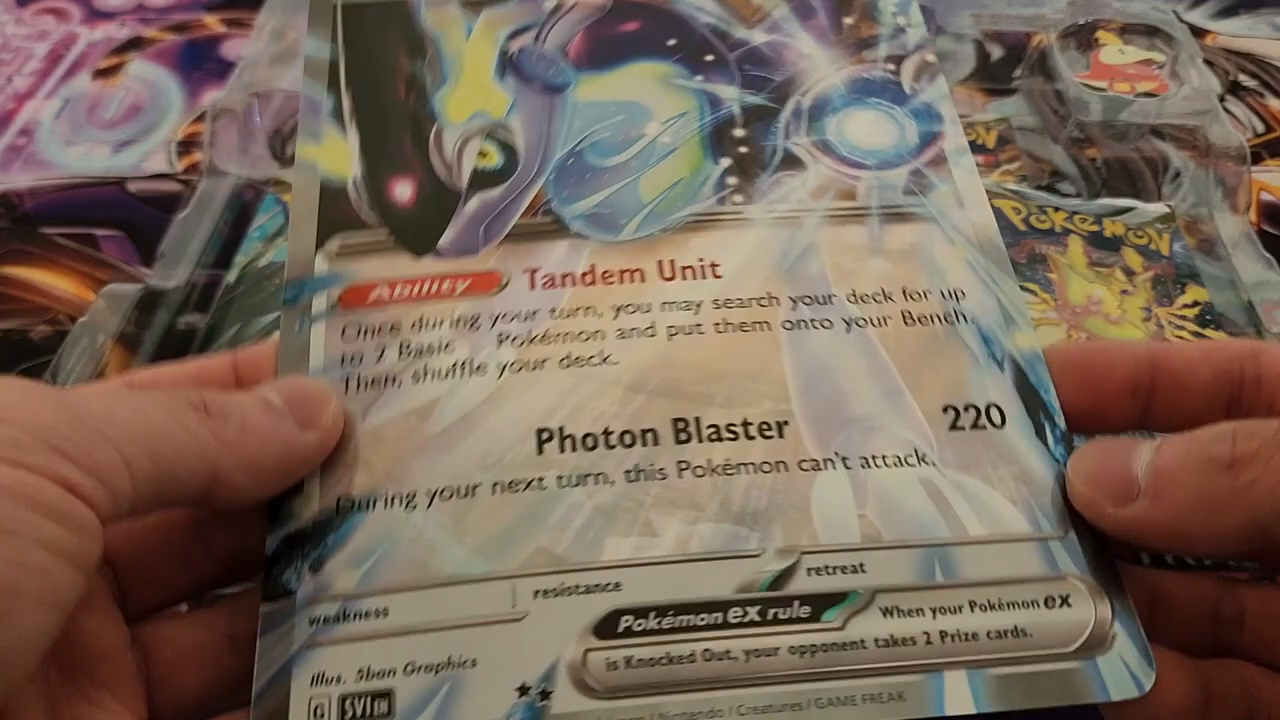 Ability Tandem Unit
Once during your turn, you may search your deck for up
to 2 Basic Pokémon and put them onto your Bench.
Then, shuffle your deck.
Photon Blaster 220
During your next turn, this Pokémon can't attack.
weakness resistance retreat
Pokémon ex rule When your Pokémon ex
is Knocked Out, your opponent takes 2 Prize cards.
Illus. 5ban Graphics
G SVI EN
Nintendo / Creatures / GAME FREAK
POKéMON